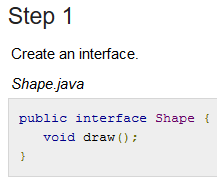 Step 1
Create an interface.
Shape.java
public interface Shape {
   void draw();
}